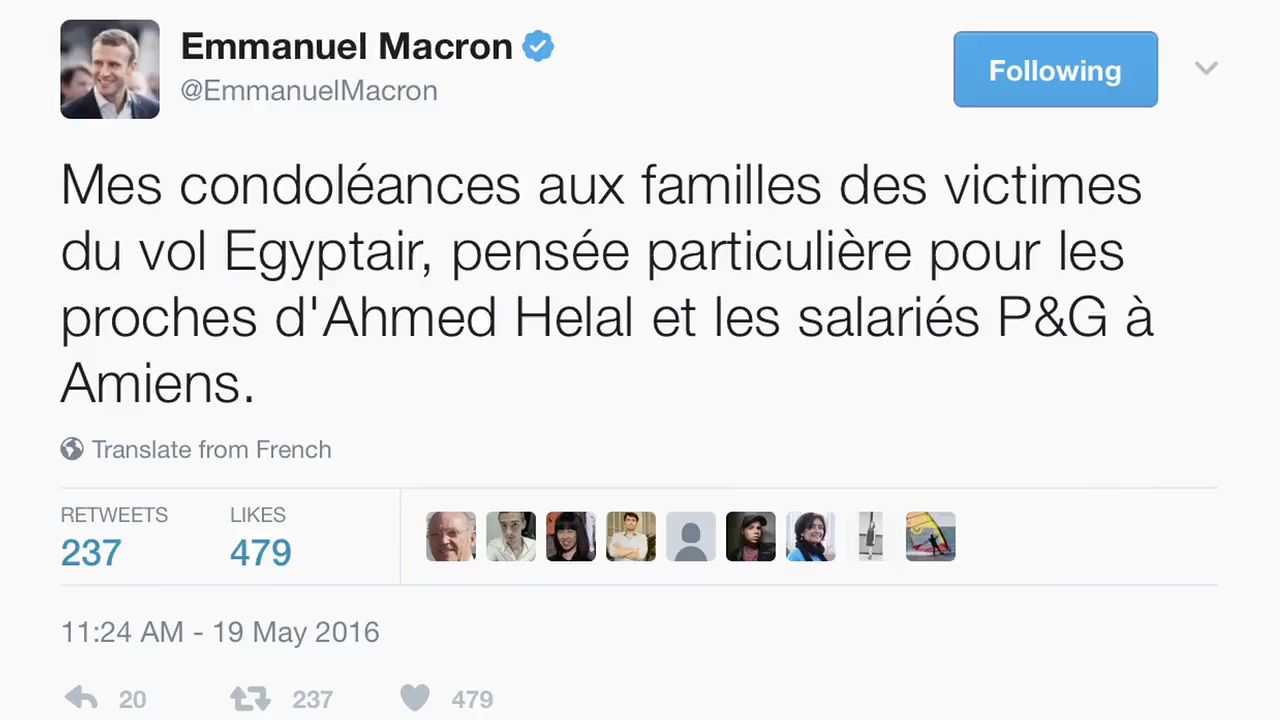 Emmanuel Macron
@EmmanuelMacron
Following
Mes condoléances aux familles des victimes
du vol Egyptair, pensée particulière pour les
proches d'Ahmed Helal et les salariés P&G à
Amiens.
Translate from French
RETWEETS LIKES
237 479
11:24 AM - 19 May 2016
20 237 479